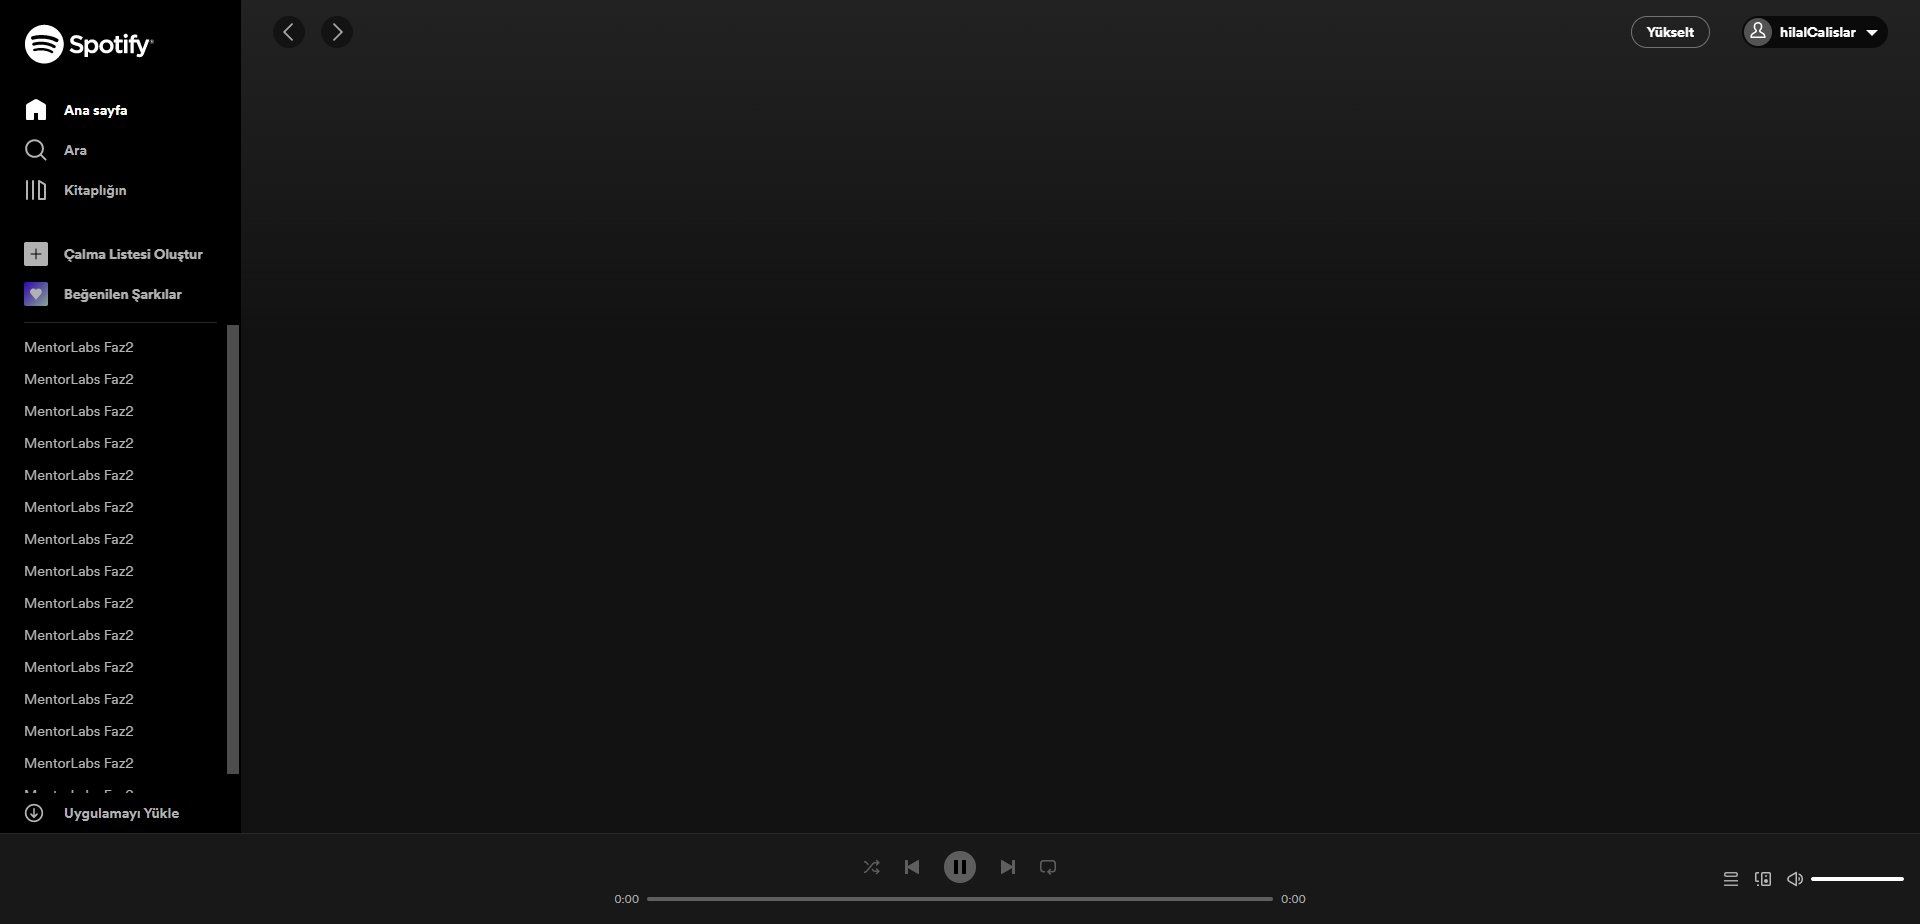 Spotify
Yükselt
hilalCalislar
Ana sayfa
Ara
Kitaplığın
Çalma Listesi Oluştur
Beğenilen Şarkılar
MentorLabs Faz2
MentorLabs Faz2
MentorLabs Faz2
MentorLabs Faz2
MentorLabs Faz2
MentorLabs Faz2
MentorLabs Faz2
MentorLabs Faz2
MentorLabs Faz2
MentorLabs Faz2
MentorLabs Faz2
MentorLabs Faz2
MentorLabs Faz2
MentorLabs Faz2
Uygulamayı Yükle
0:00
0:00